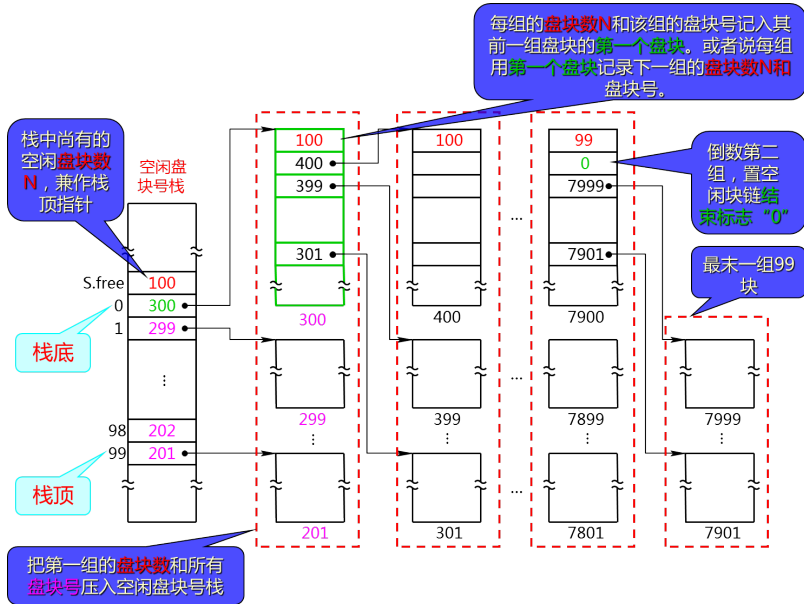 每组的盘块数N和该组的盘块号记入其
前一组盘块的第一个盘块。或者说每组
用第一个盘块记录下一组的盘块数N和
盘块号。
栈中尚有的
空闲盘块数
N，兼作栈
顶指针
空闲盘
块号栈
S.free
100
0
300
1
299
⋮
98
202
99
201
栈底
栈顶
100
400
399
301
300
299
⋮
201
100
400
399
⋮
301
...
...
...
99
0
7999
7901
7900
7899
⋮
7801
倒数第二
组，置空
闲块链结
束标志“0”
最末一组99
块
7999
⋮
7901
把第一组的盘块数和所有
盘块号压入空闲盘块号栈